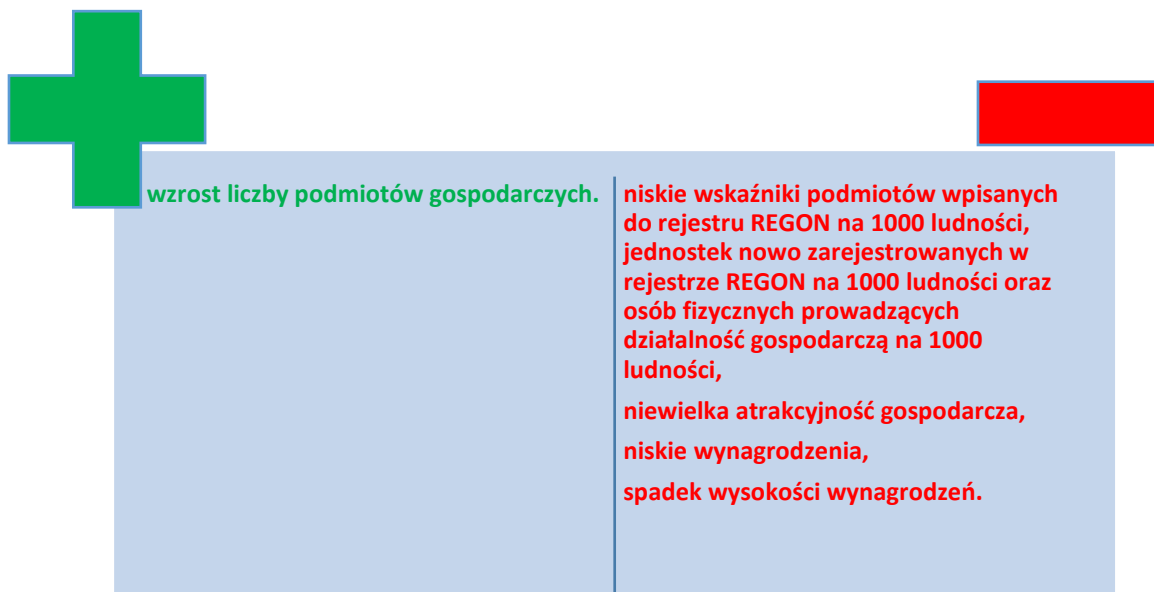 wzrost liczby podmiotów gospodarczych.
niskie wskaźniki podmiotów wpisanych
do rejestru REGON na 1000 ludności,
jednostek nowo zarejestrowanych w
rejestrze REGON na 1000 ludności oraz
osób fizycznych prowadzących
działalność gospodarczą na 1000
ludności,
niewielka atrakcyjność gospodarcza,
niskie wynagrodzenia,
spadek wysokości wynagrodzeń.